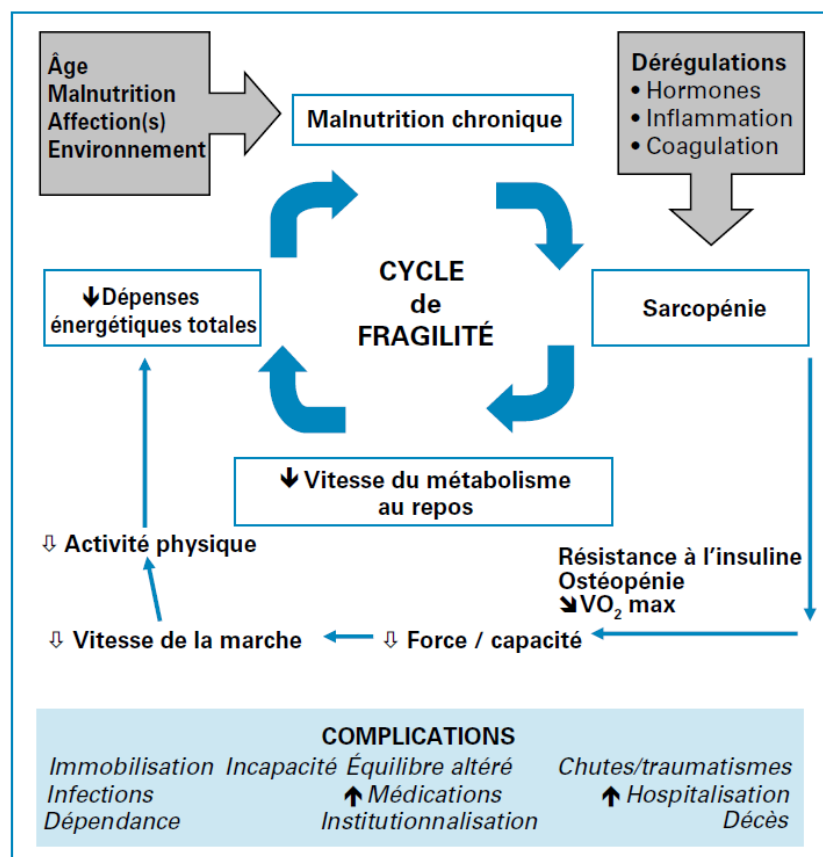 Âge
Malnutrition
Affection(s)
Environnement
Malnutrition chronique
Dérégulations
• Hormones
• Inflammation
• Coagulation
CYCLE
de
FRAGILITÉ
🡻 Dépenses
énergétiques totales
Sarcopénie
🡻 Vitesse du métabolisme
au repos
⇩ Activité physique
Résistance à l’insuline
Ostéopénie
🡾 VO₂ max
⇩ Vitesse de la marche
⇩ Force / capacité
COMPLICATIONS
Immobilisation Incapacité Équilibre altéré Chutes/traumatismes
Infections 🡹 Médications 🡹 Hospitalisation
Dépendance Institutionnalisation Décès